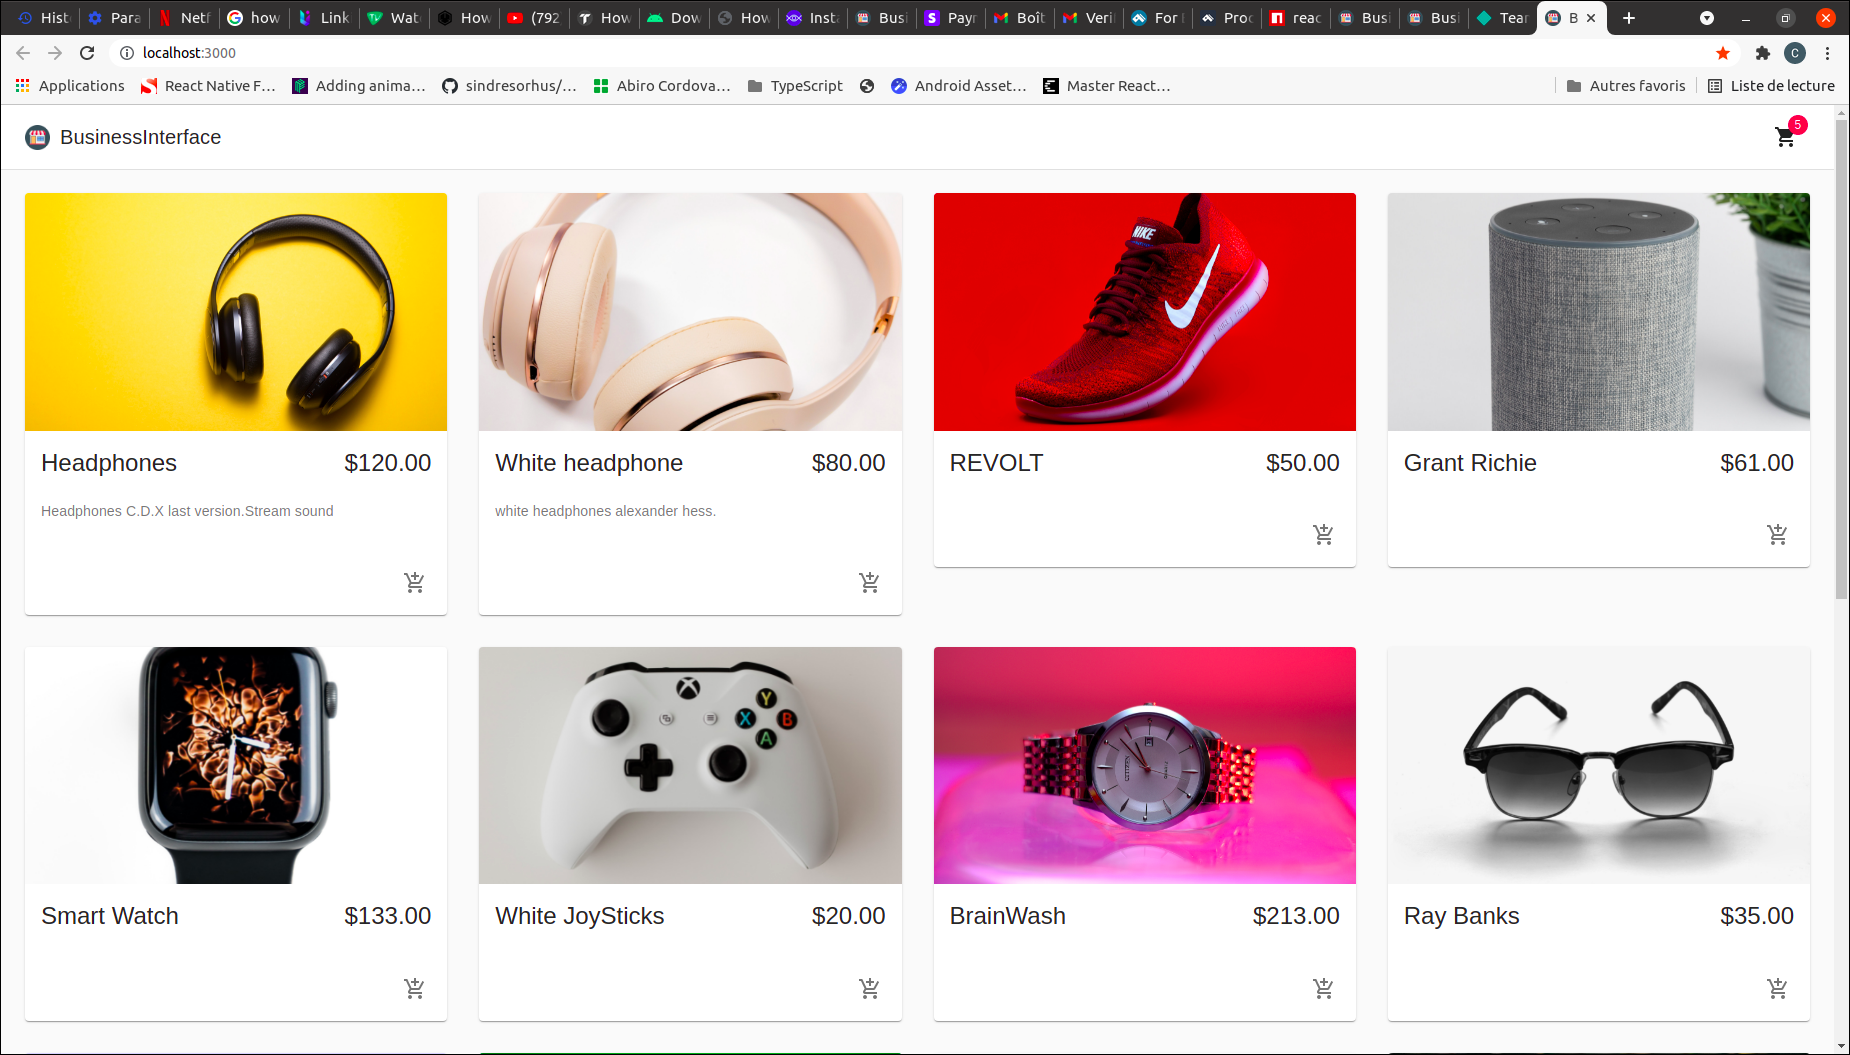 Histo Para Netf how Link Wat How (792 How Dow How Inst Busi Payn Boît Veri For Proc reac Busi Busi Tear B
localhost:3000
Applications React Native F... Adding anima... sindresorhus/... Abiro Cordova... TypeScript Android Asset... Master React... Autres favoris Liste de lecture
BusinessInterface 5
NIKE
Headphones $120.00 White headphone $80.00 REVOLT $50.00 Grant Richie $61.00
Headphones C.D.X last version.Stream sound white headphones alexander hess.
Y
X B
A
CITIZEN
Smart Watch $133.00 White JoySticks $20.00 BrainWash $213.00 Ray Banks $35.00